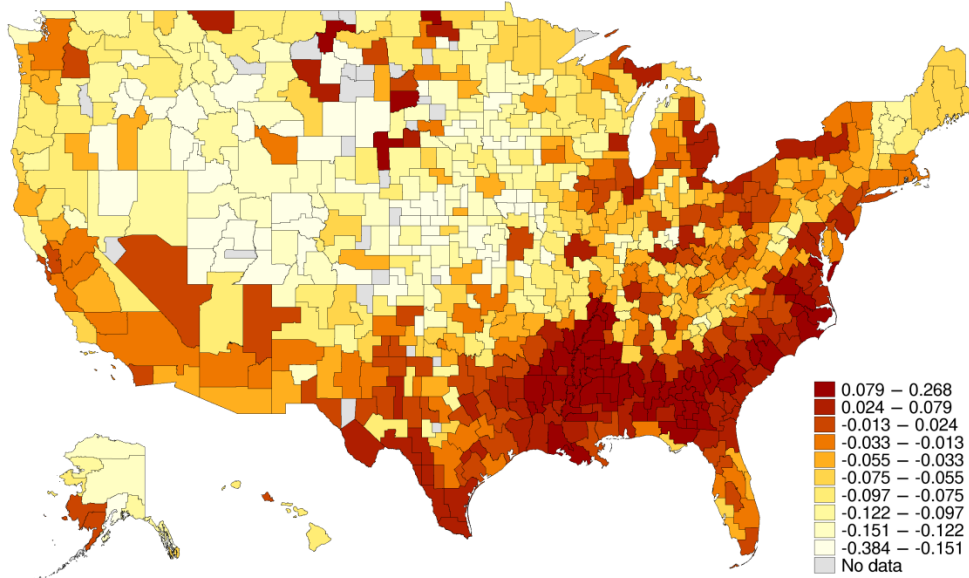 0.079 – 0.268
0.024 – 0.079
-0.013 – 0.024
-0.033 – -0.013
-0.055 – -0.033
-0.075 – -0.055
-0.097 – -0.075
-0.122 – -0.097
-0.151 – -0.122
-0.384 – -0.151
No data